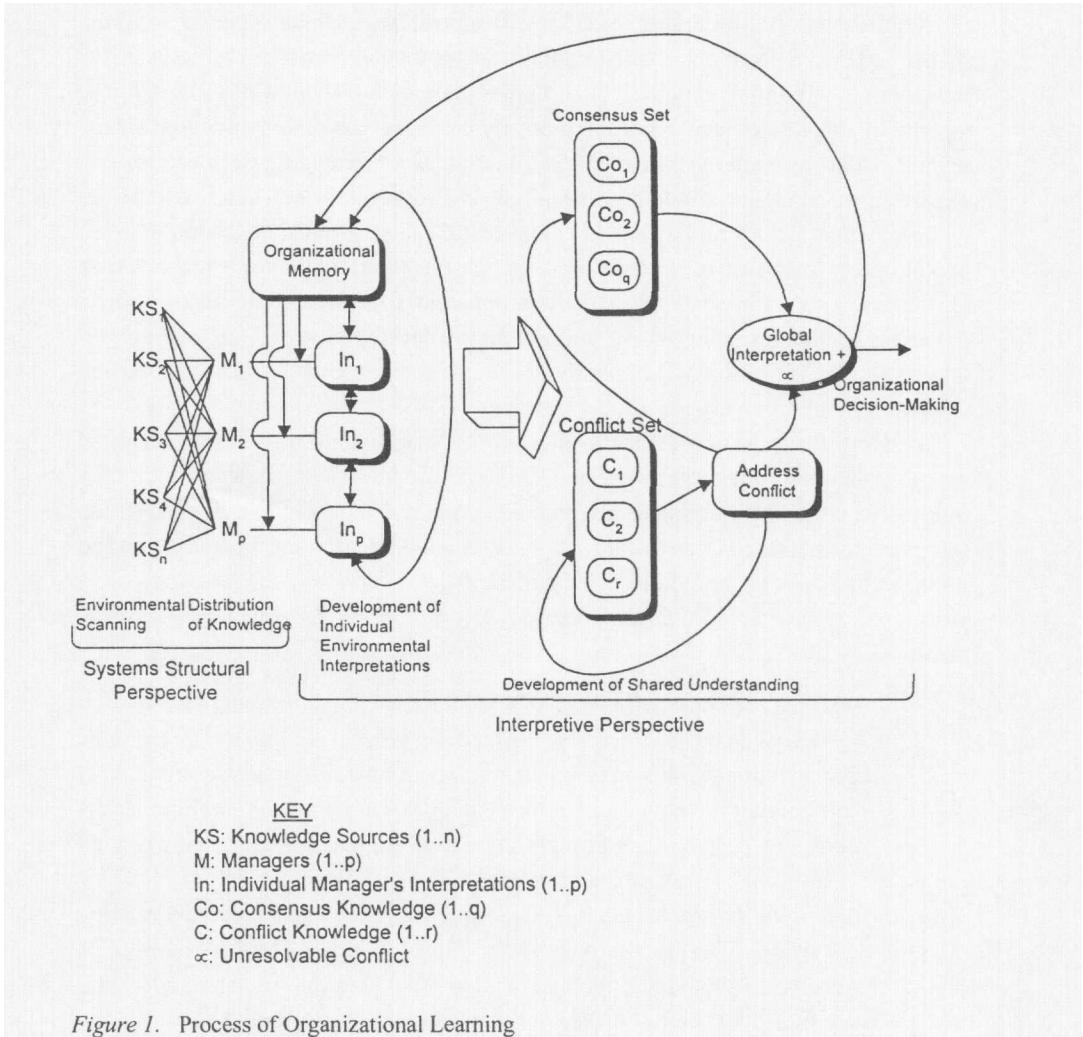 Consensus Set
Co1
Co2
Coq
Organizational
Memory
KS1
KS2
KS3
KS4
KSn
M1
M2
Mp
In1
In2
Inp
Global
Interpretation +
∝
Organizational
Decision-Making
Conflict Set
C1
C2
Cr
Address
Conflict
Environmental
Scanning
Distribution
of Knowledge
Development of
Individual
Environmental
Interpretations
Systems Structural
Perspective
Development of Shared Understanding
Interpretive Perspective
KEY
KS: Knowledge Sources (1..n)
M: Managers (1..p)
In: Individual Manager's Interpretations (1..p)
Co: Consensus Knowledge (1..q)
C: Conflict Knowledge (1..r)
∝: Unresolvable Conflict
Figure 1. Process of Organizational Learning